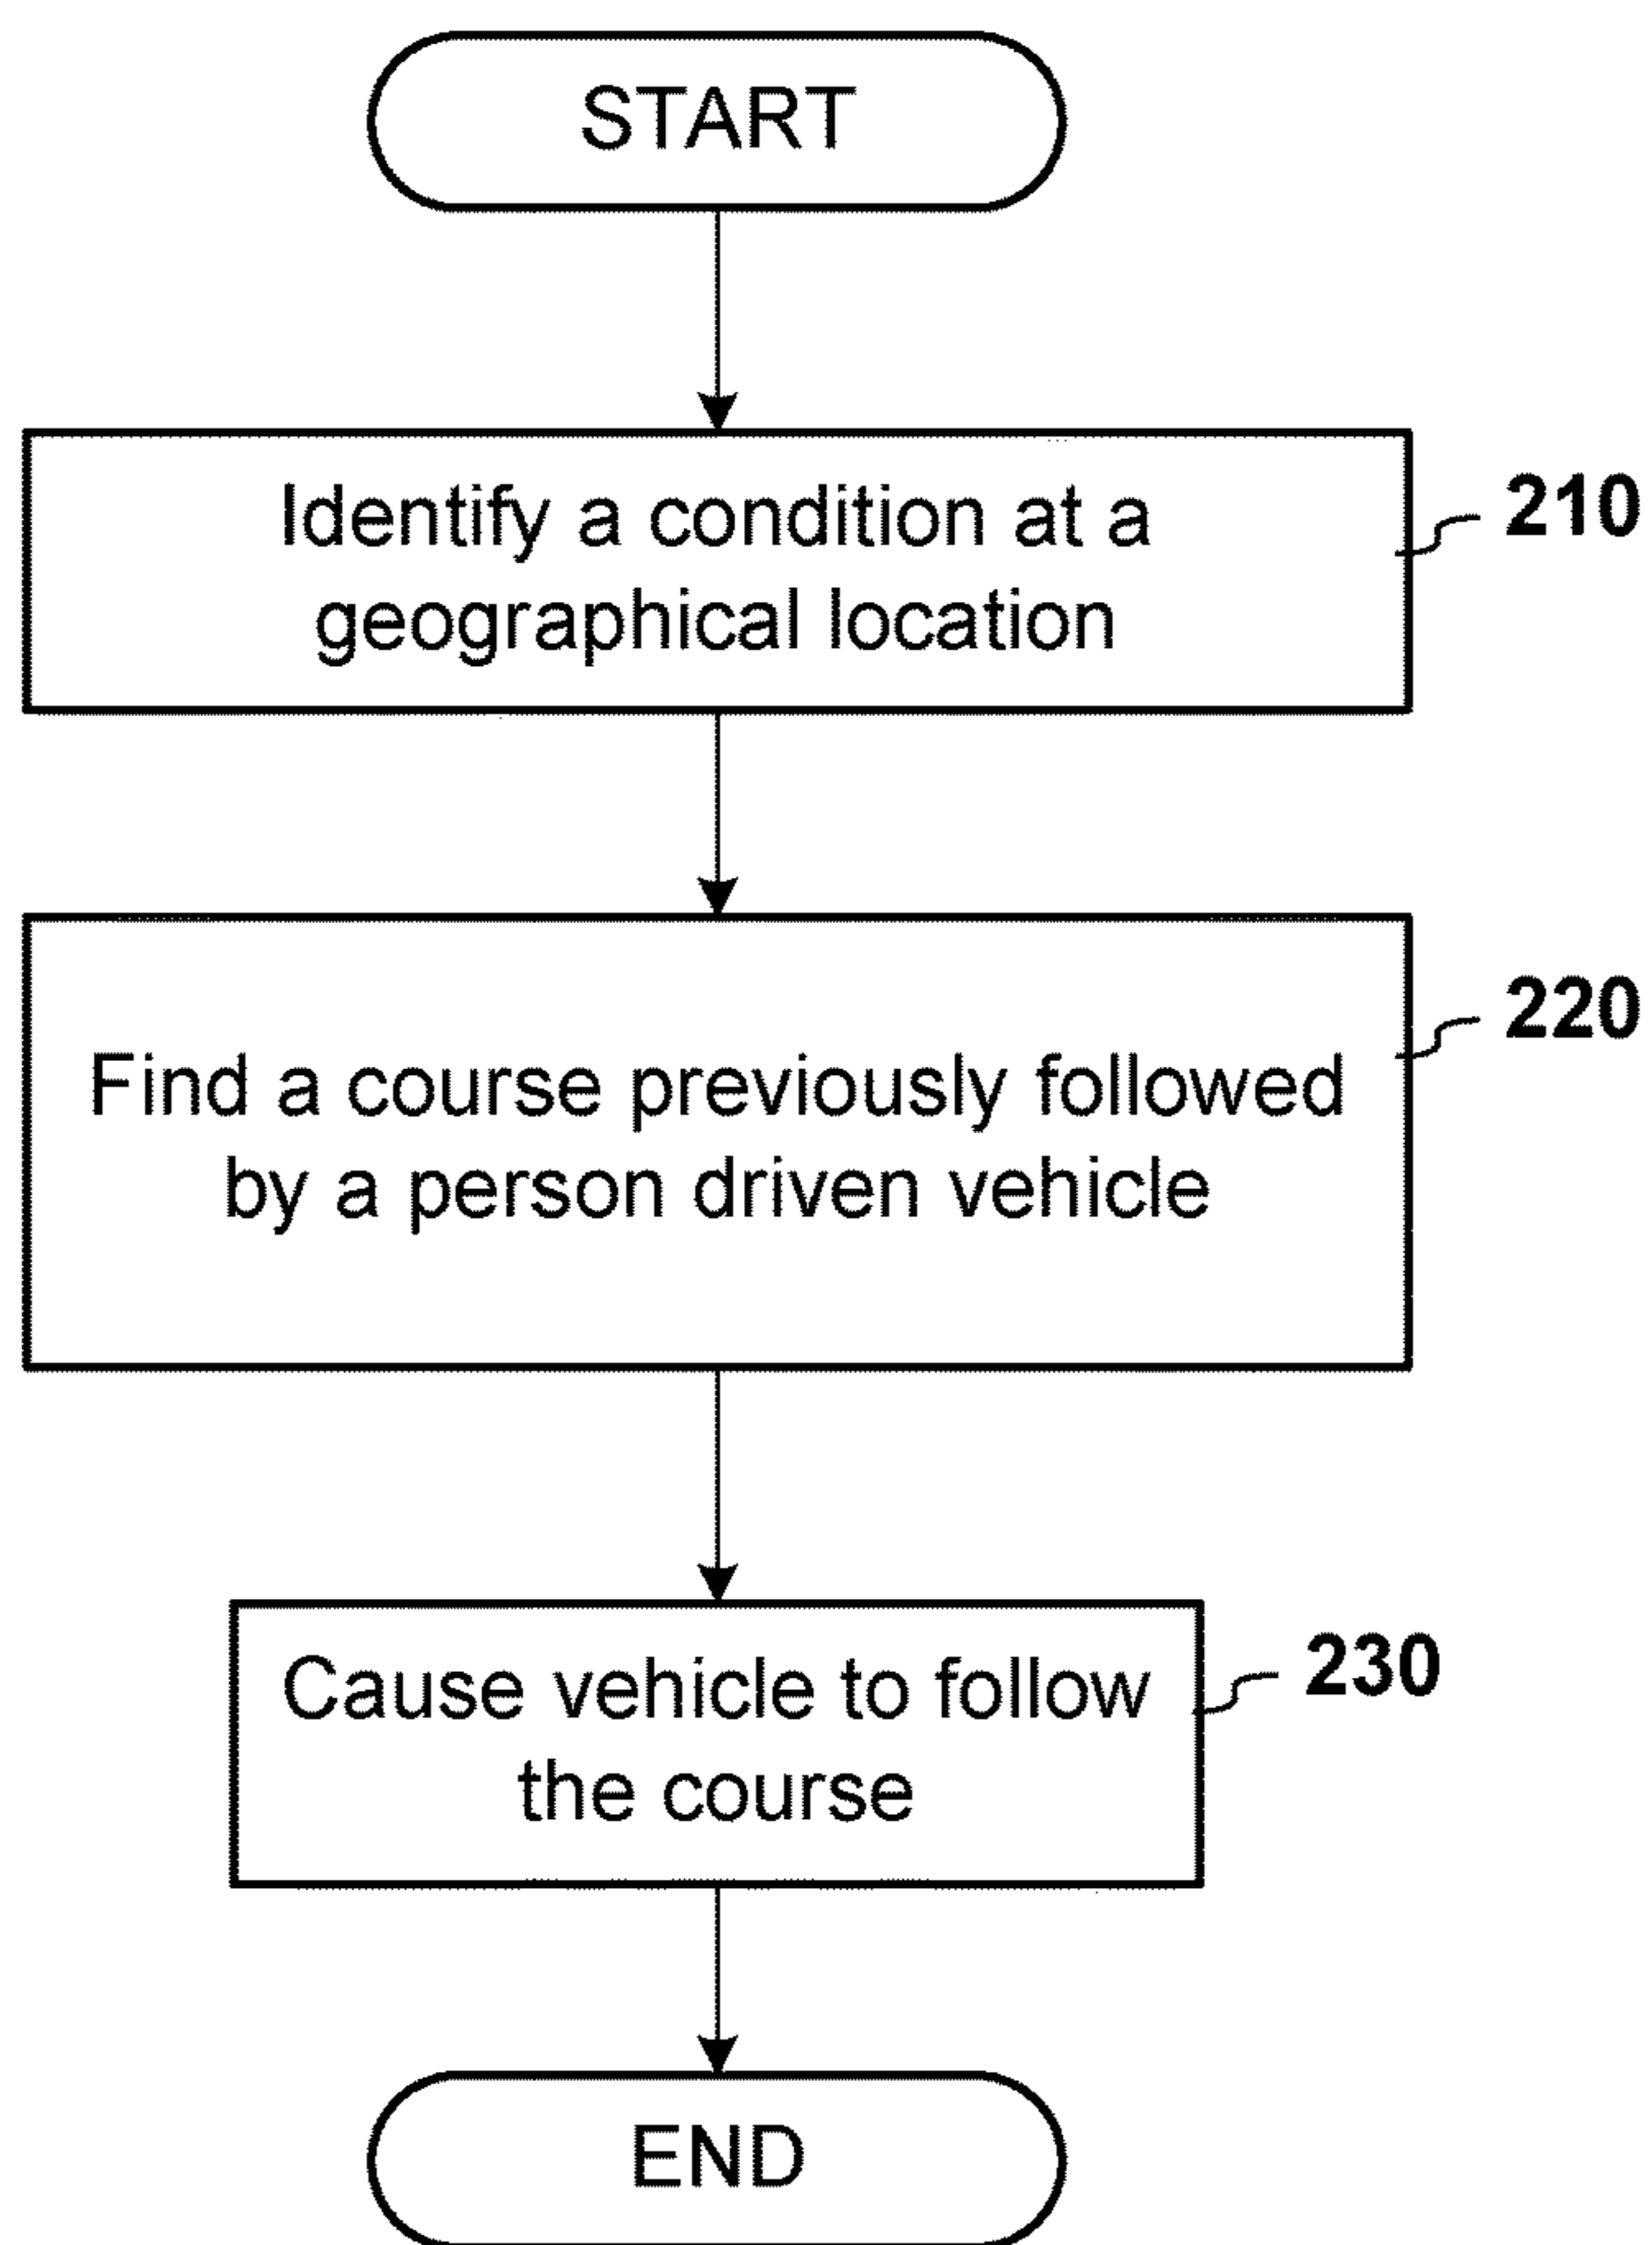 START
Identify a condition at a
geographical location
210
Find a course previously followed
by a person driven vehicle
220
Cause vehicle to follow
the course
230
END